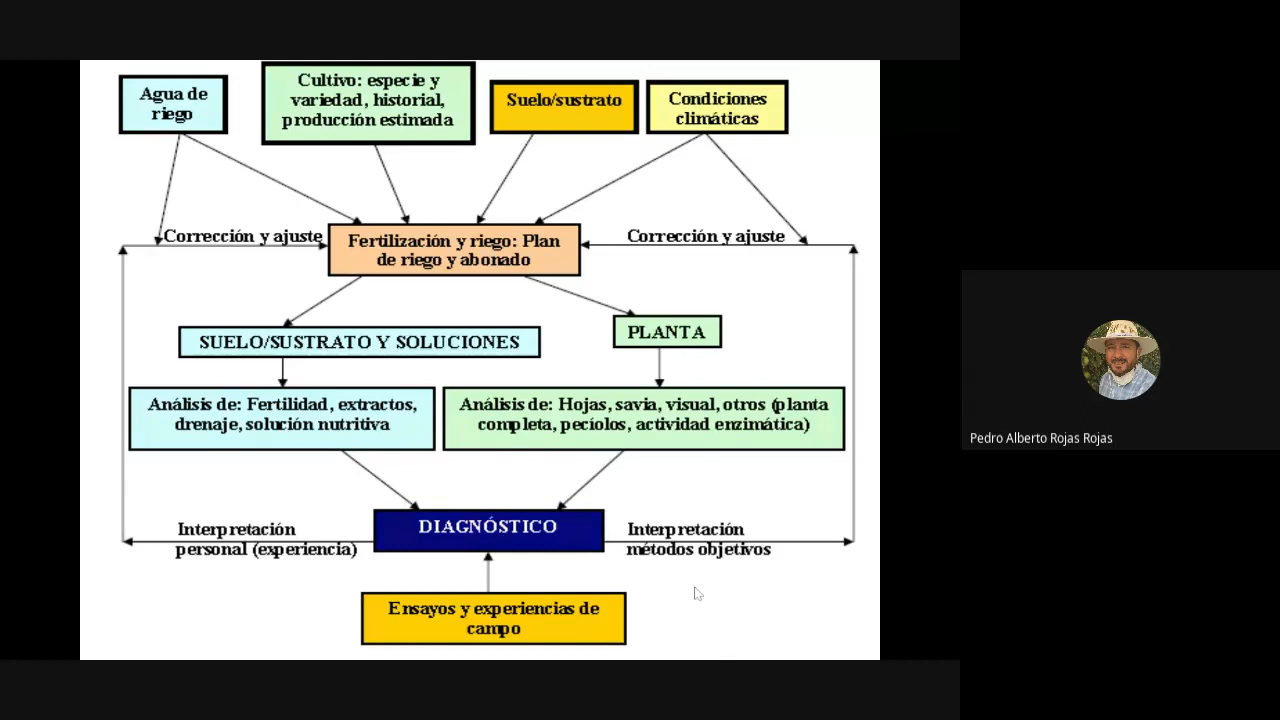 Agua de
riego
Cultivo: especie y
variedad, historial,
producción estimada
Suelo/sustrato
Condiciones
climáticas
Corrección y ajuste
Fertilización y riego: Plan
de riego y abonado
Corrección y ajuste
SUELO/SUSTRATO Y SOLUCIONES
PLANTA
Análisis de: Fertilidad, extractos,
drenaje, solución nutritiva
Análisis de: Hojas, savia, visual, otros (planta
completa, pecíolos, actividad enzimática)
Interpretación
personal (experiencia)
DIAGNÓSTICO
Interpretación
métodos objetivos
Ensayos y experiencias de
campo
Pedro Alberto Rojas Rojas